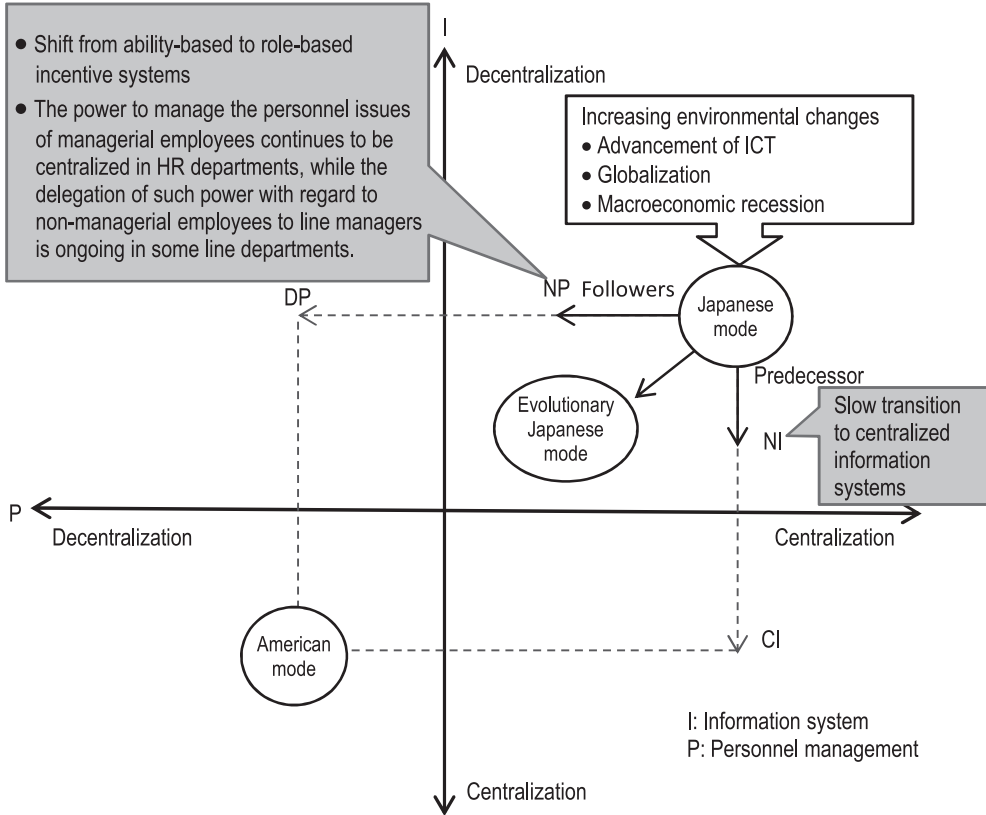 I
• Shift from ability-based to role-based
incentive systems
• The power to manage the personnel issues
of managerial employees continues to be
centralized in HR departments, while the
delegation of such power with regard to
non-managerial employees to line managers
is ongoing in some line departments.
Decentralization
Increasing environmental changes
• Advancement of ICT
• Globalization
• Macroeconomic recession
DP
NP Followers
Japanese
mode
Predecessor
Evolutionary
Japanese
mode
NI
Slow transition
to centralized
information
systems
P
Decentralization
Centralization
American
mode
CI
I: Information system
P: Personnel management
Centralization